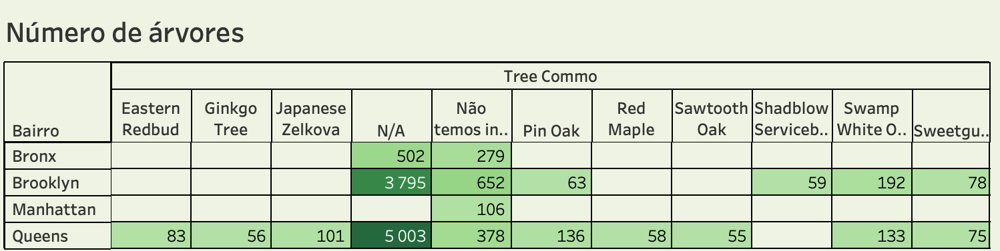 Número de árvores
Tree Commo
Bairro
Eastern
Redbud
Ginkgo
Tree
Japanese
Zelkova
N/A
Não
temos in..
Pin Oak
Red
Maple
Sawtooth
Oak
Shadblow
Serviceb..
Swamp
White O..
Sweetgu..
Bronx 502 279
Brooklyn 3 795 652 63 59 192 78
Manhattan 106
Queens 83 56 101 5 003 378 136 58 55 133 75